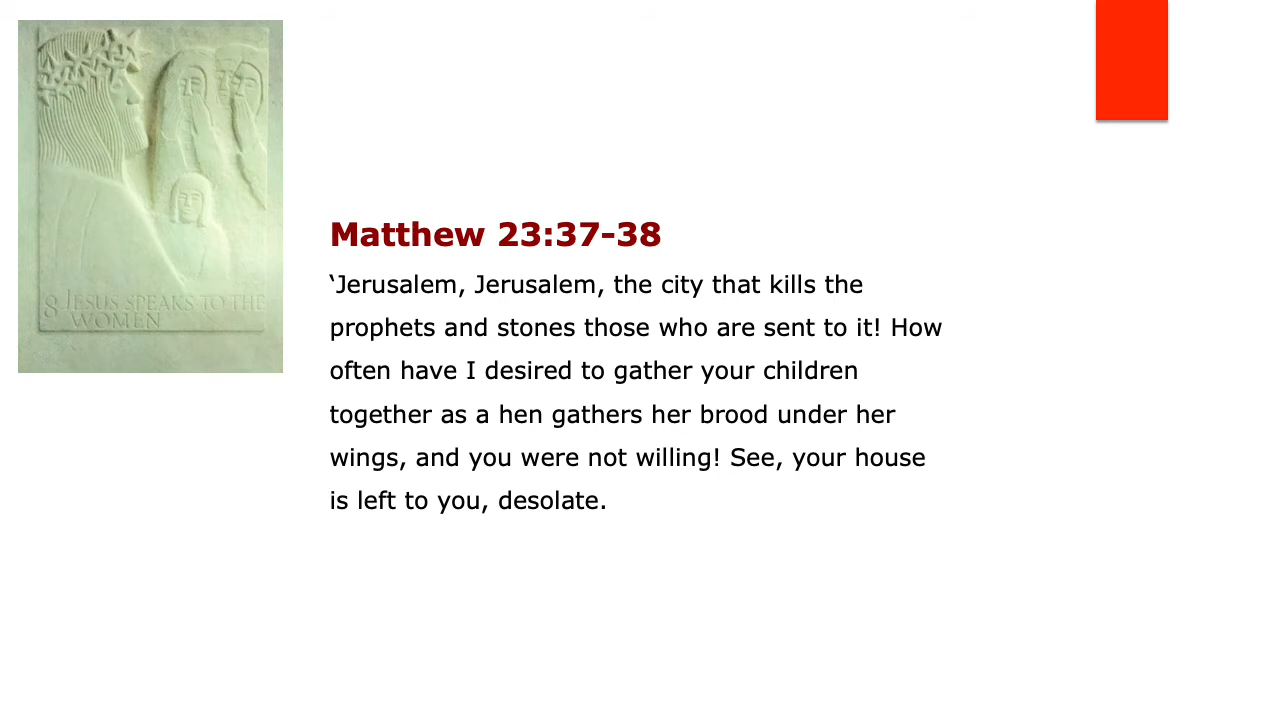 8 JESUS SPEAKS TO THE
WOMEN
Matthew 23:37-38
‘Jerusalem, Jerusalem, the city that kills the
prophets and stones those who are sent to it! How
often have I desired to gather your children
together as a hen gathers her brood under her
wings, and you were not willing! See, your house
is left to you, desolate.